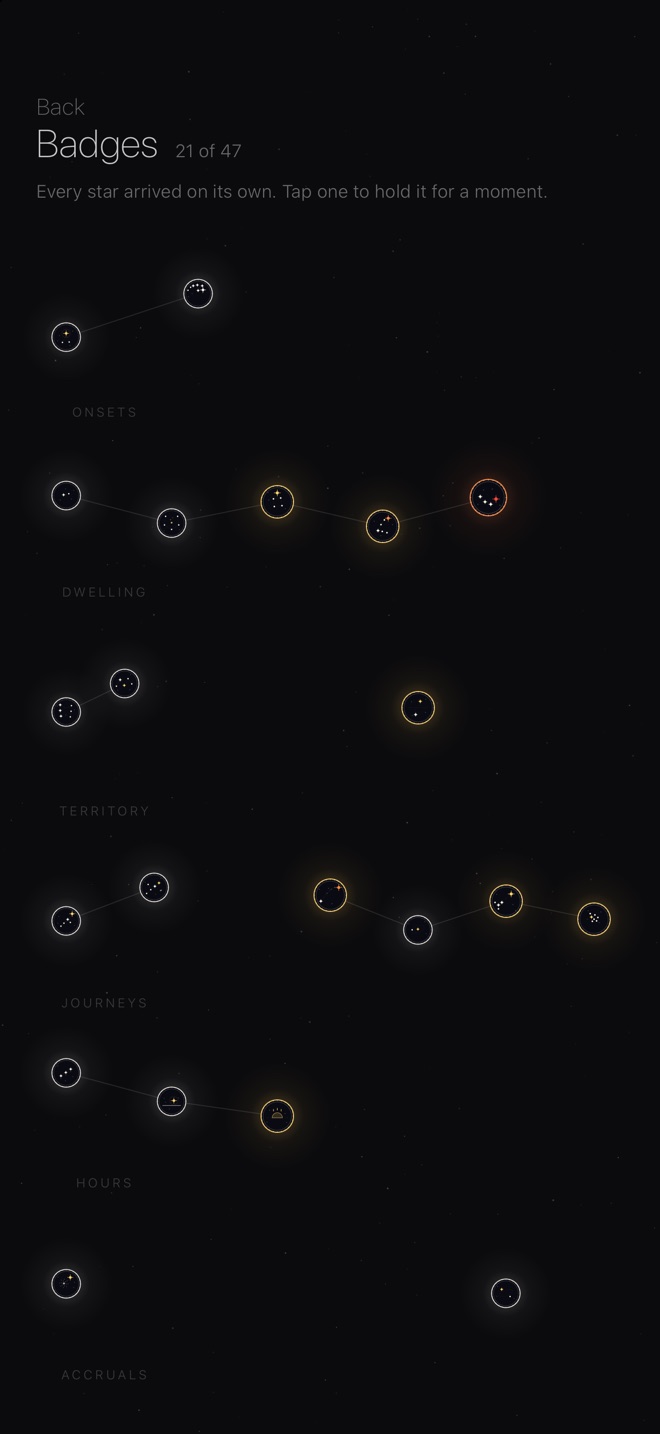 Back
Badges 21 of 47
Every star arrived on its own. Tap one to hold it for a moment.
ONSETS
DWELLING
TERRITORY
JOURNEYS
HOURS
ACCRUALS